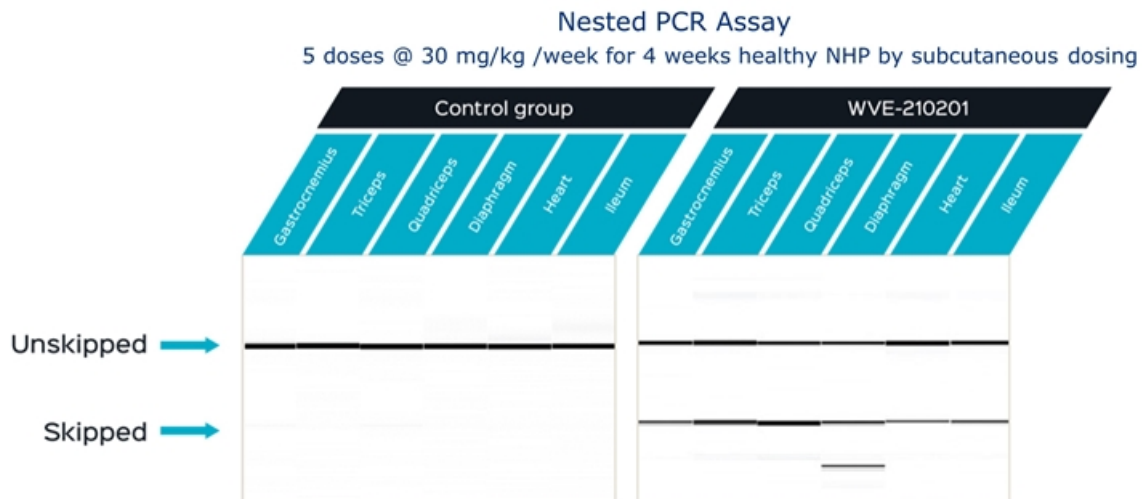 Nested PCR Assay
5 doses @ 30 mg/kg /week for 4 weeks healthy NHP by subcutaneous dosing
Control group
WVE-210201
Gastrocnemius
Triceps
Quadriceps
Diaphragm
Heart
Ileum
Gastrocnemius
Triceps
Quadriceps
Diaphragm
Heart
Ileum
Unskipped
Skipped